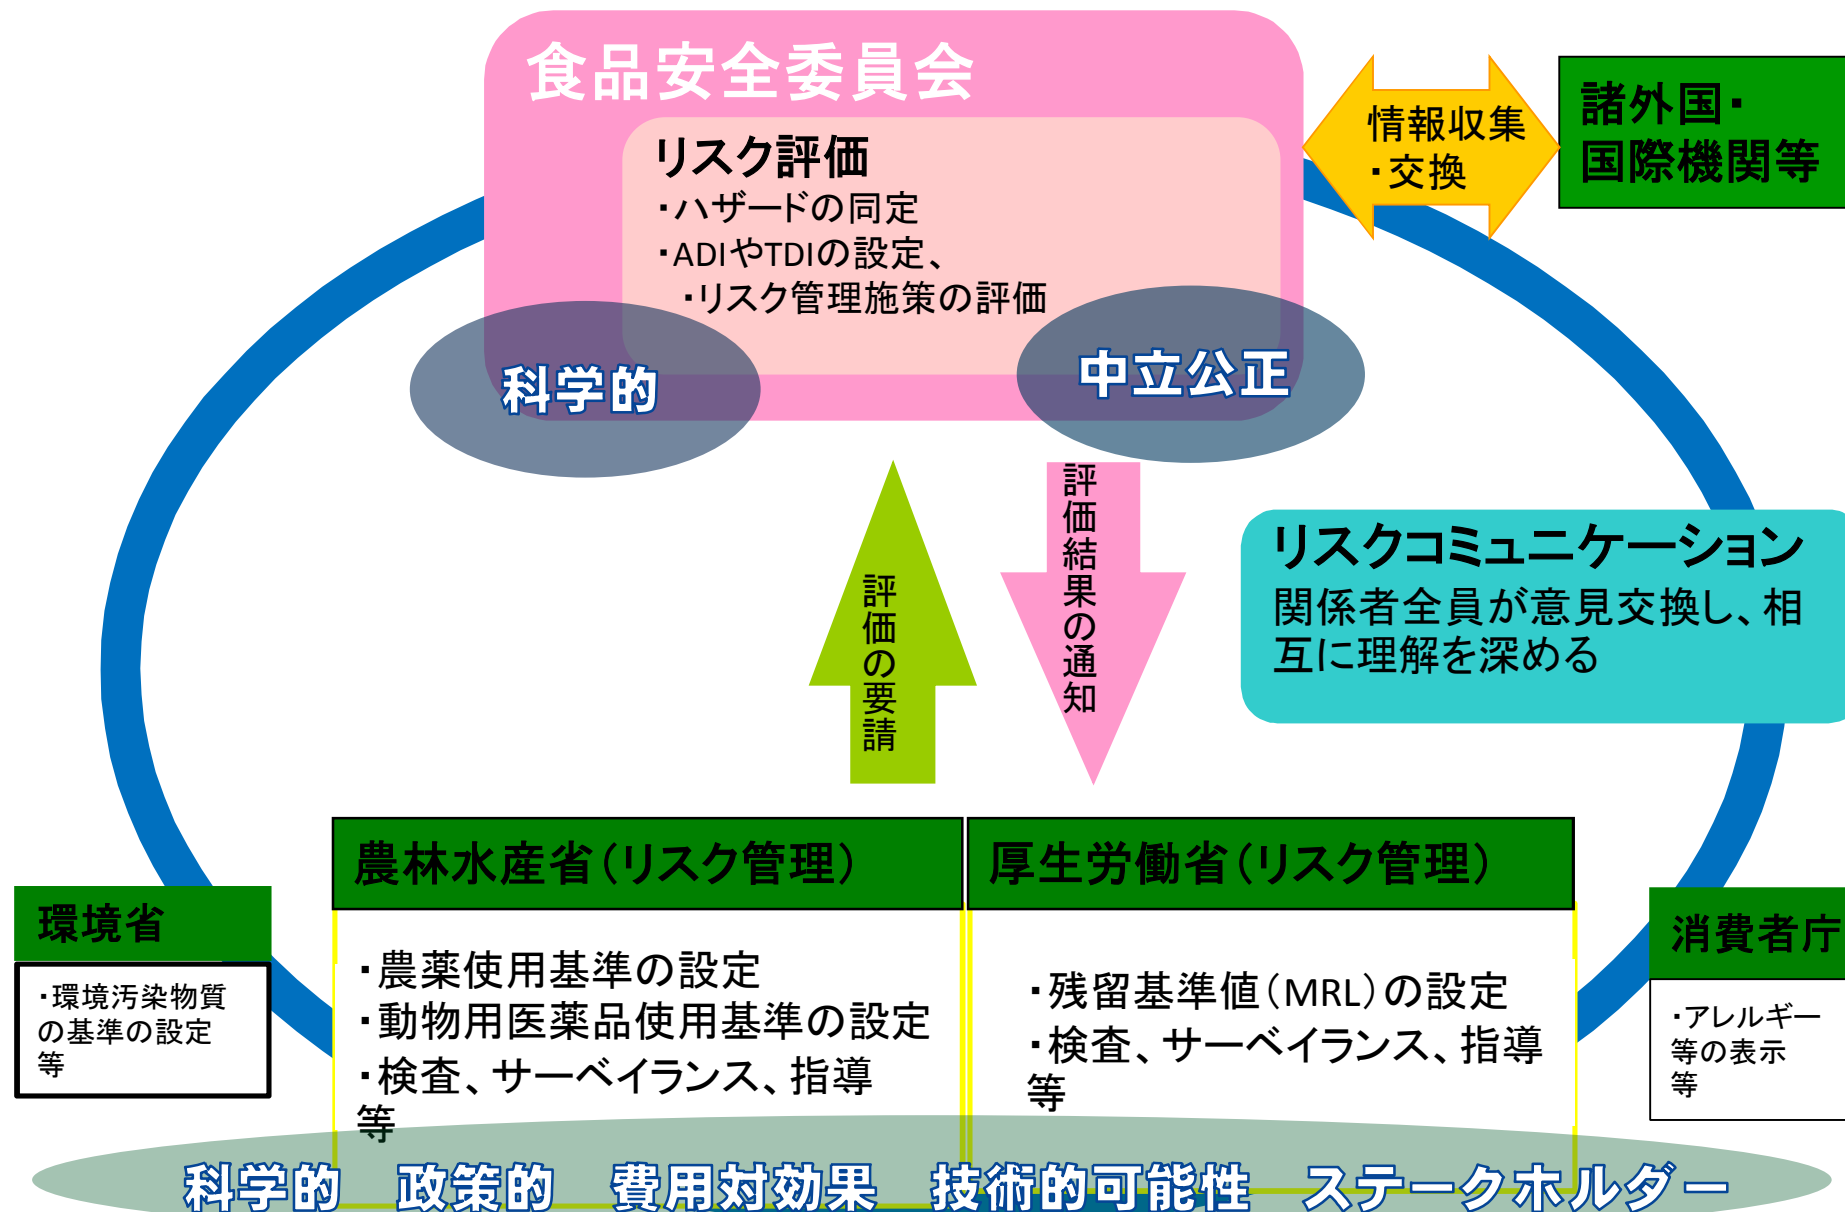 食品安全委員会
リスク評価
・ハザードの同定
・ADIやTDIの設定、
・リスク管理施策の評価
科学的
中立公正
情報収集
・交換
諸外国・
国際機関等
評価の要請
評価結果の通知
リスクコミュニケーション
関係者全員が意見交換し、相
互に理解を深める
環境省
・環境汚染物質
の基準の設定
等
農林水産省（リスク管理）
・農薬使用基準の設定
・動物用医薬品使用基準の設定
・検査、サーベイランス、指導
等
厚生労働省（リスク管理）
・残留基準値（MRL）の設定
・検査、サーベイランス、指導
等
消費者庁
・アレルギー
等の表示
等
科学的　政策的　費用対効果　技術的可能性　ステークホルダー